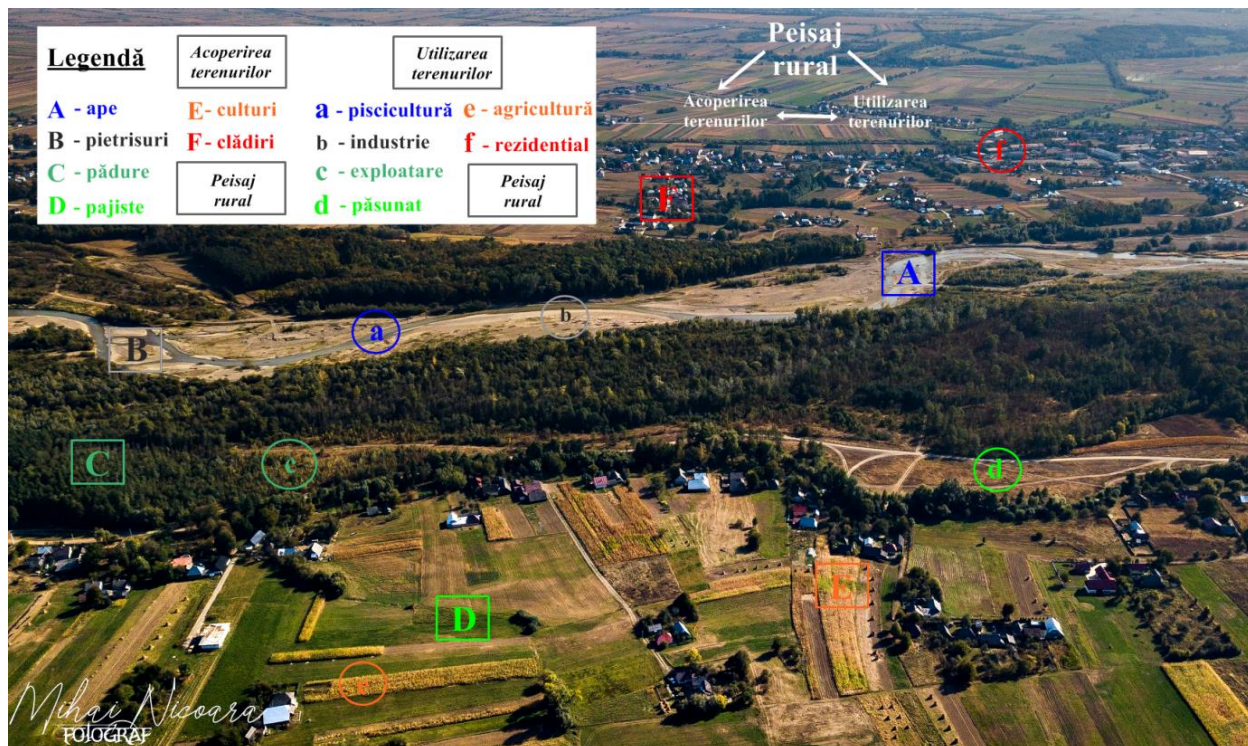 Legendă
Acoperirea
terenurilor
Utilizarea
terenurilor
A - ape
E - culturi
a - piscicultură
e - agricultură
B - pietrisuri
F - clădiri
b - industrie
f - rezidential
C - pădure
Peisaj
rural
c - exploatare
Peisaj
rural
D - pajiste
d - păsunat
Peisaj
rural
Acoperirea
terenurilor
Utilizarea
terenurilor
f
F
A
a
b
B
C
c
d
E
D
e
Mihai Nicoara
FOTOGRAF